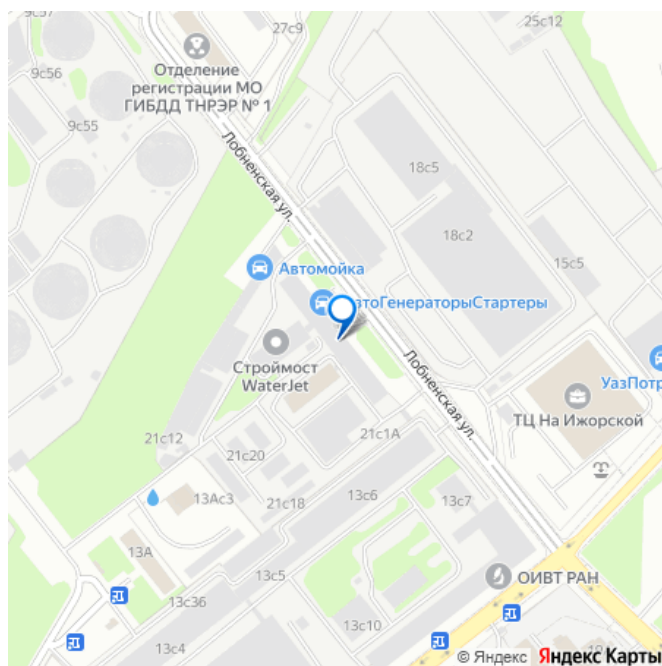 27с9
25с12
9с56
Отделение
регистрации МО
ГИБДД ТНРЭР № 1
9с55
Лобненская ул.
18с5
18с2
15с5
Автомойка
втоГенераторыСтартеры
Строймост
WaterJet
Лобненская ул.
УазПотр
ТЦ На Ижорской
21с12
21с20
21с1А
13Ас3
21с18
13с6
13с7
13А
13с5
ОИВТ РАН
13с36
13с10
13с4
© Яндекс Яндекс Карты